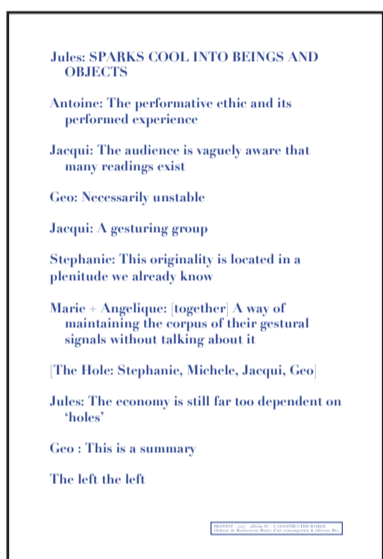 Jules: SPARKS COOL INTO BEINGS AND
OBJECTS
Antoine: The performative ethic and its
performed experience
Jacqui: The audience is vaguely aware that
many readings exist
Geo: Necessarily unstable
Jacqui: A gesturing group
Stephanie: This originality is located in a
plenitude we already know
Marie + Angelique: [together] A way of
maintaining the corpus of their gestural
signals without talking about it
[The Hole: Stephanie, Michele, Jacqui, Geo]
Jules: The economy is still far too dependent on
‘holes’
Geo : This is a summary
The left the left